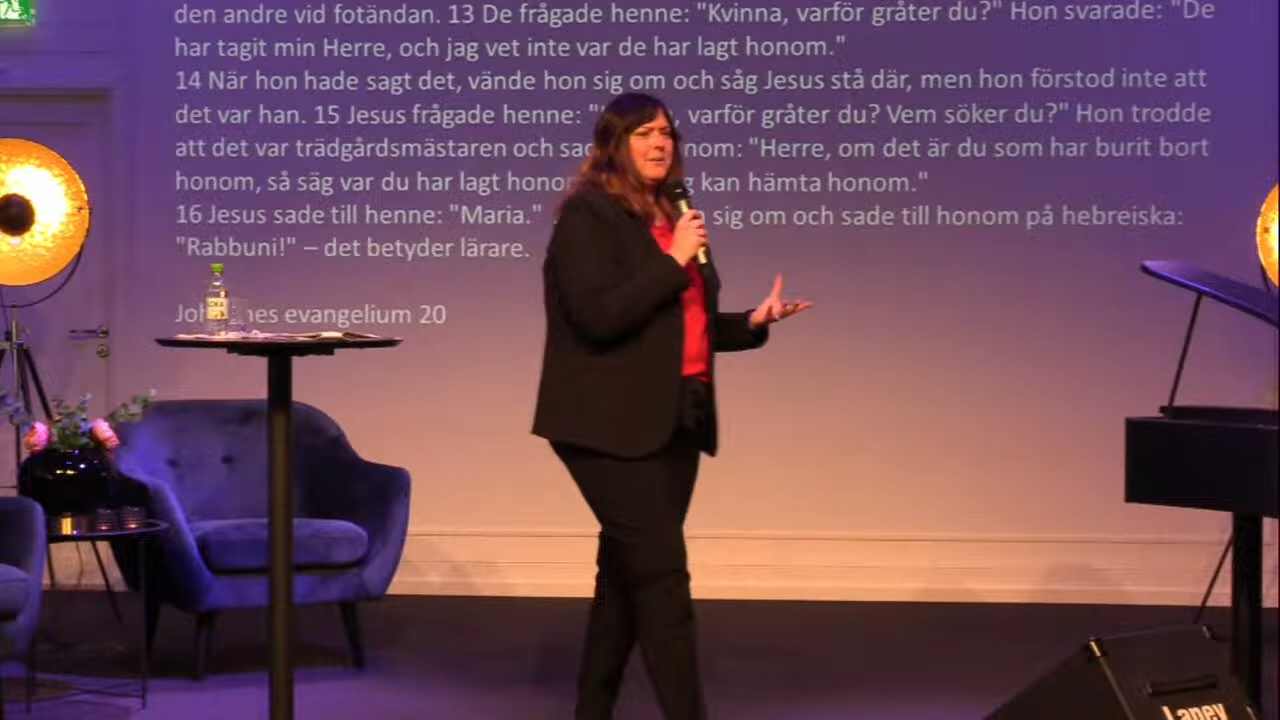 den andre vid fotändan. 13 De frågade henne: "Kvinna, varför gråter du?" Hon svarade: "De
har tagit min Herre, och jag vet inte var de har lagt honom."
14 När hon hade sagt det, vände hon sig om och såg Jesus stå där, men hon förstod inte att
det var han. 15 Jesus frågade henne: " varför gråter du? Vem söker du?" Hon trodde
att det var trädgårdsmästaren och nom: "Herre, om det är du som har burit bort
honom, så säg var du har lagt kan hämta honom."
16 Jesus sade till henne: "Maria." sig om och sade till honom på hebreiska:
"Rabbuni!" – det betyder lärare.
evangelium 20
Laney